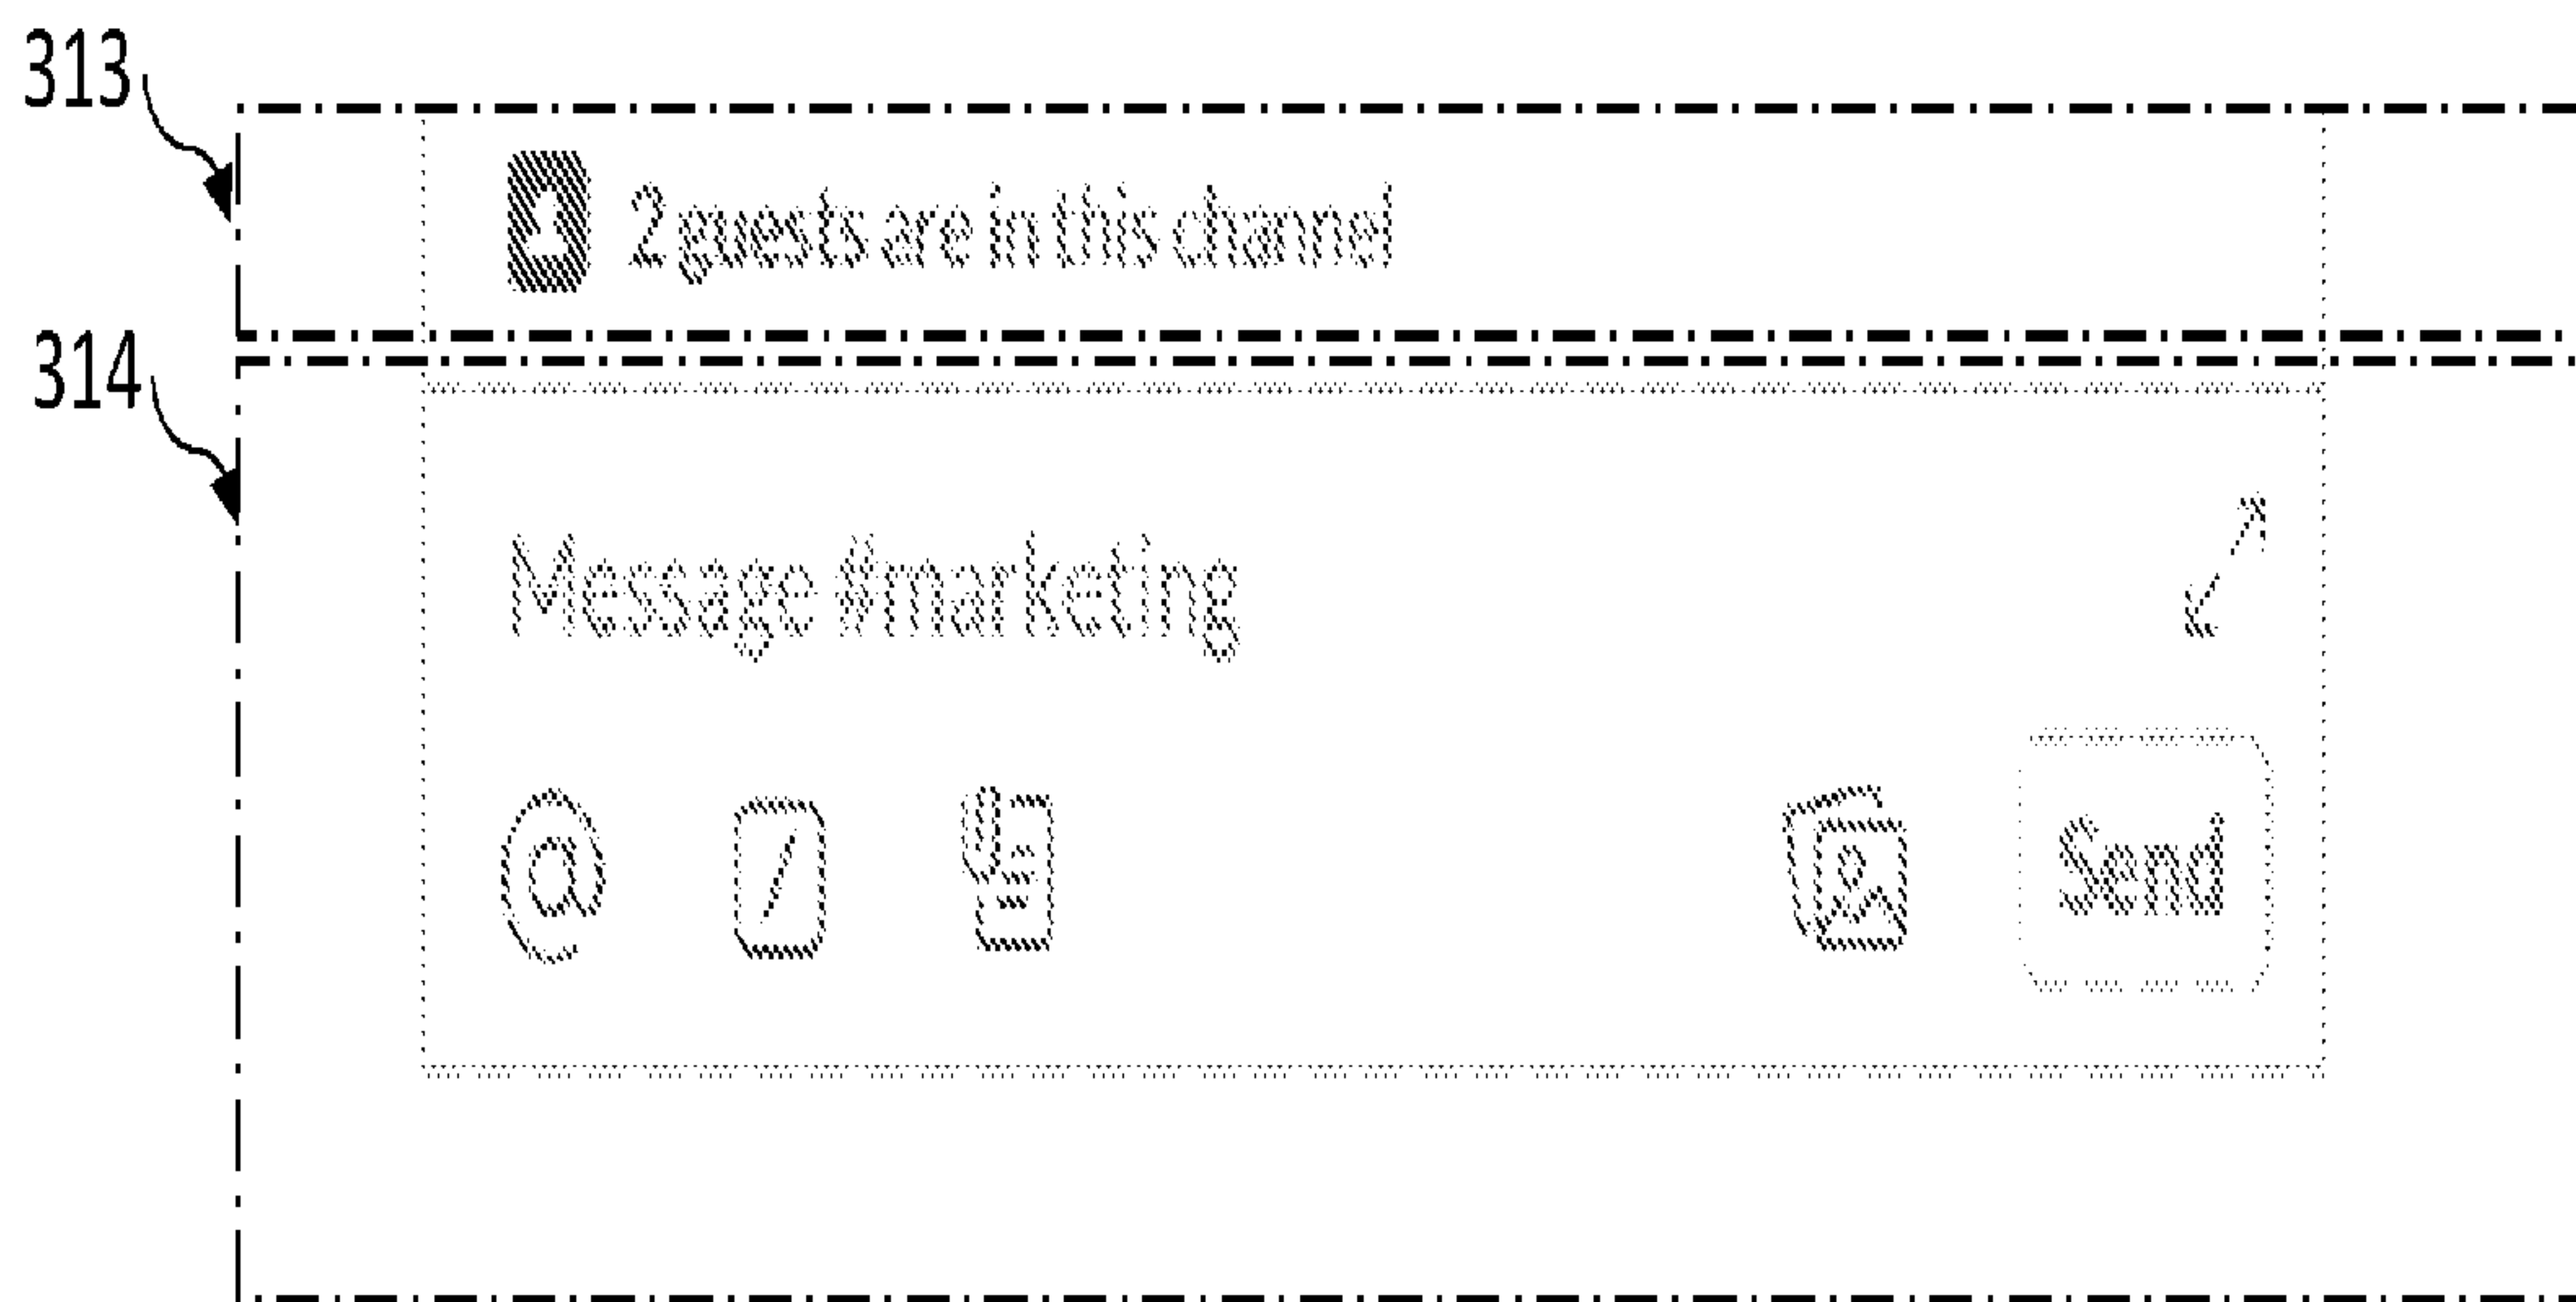 313
2 guests are in this channel
314
Message #marketing
@ /
Send